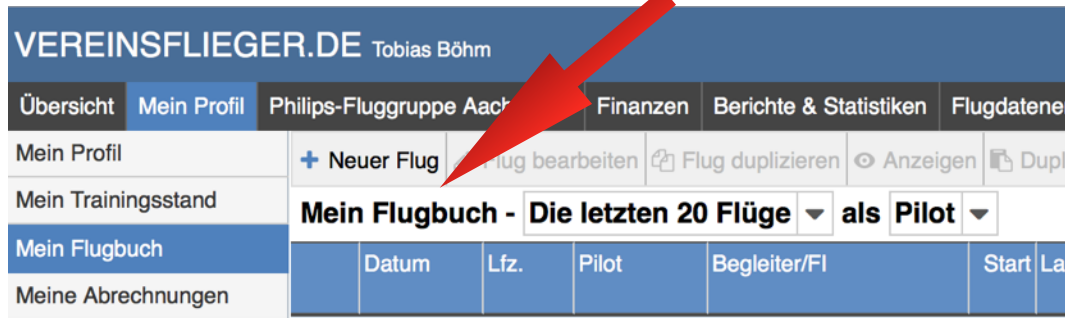 VEREINSFLIEGER.DE Tobias Böhm
Übersicht Mein Profil Philips-Fluggruppe Finanzen Berichte & Statistiken
Mein Profil
Neuer Flug Flug bearbeiten Flug duplizieren Anzeigen
Mein Trainingsstand
Mein Flugbuch - Die letzten 20 Flüge als Pilot
Mein Flugbuch
Datum Lfz. Pilot Begleiter/FI Start
Meine Abrechnungen